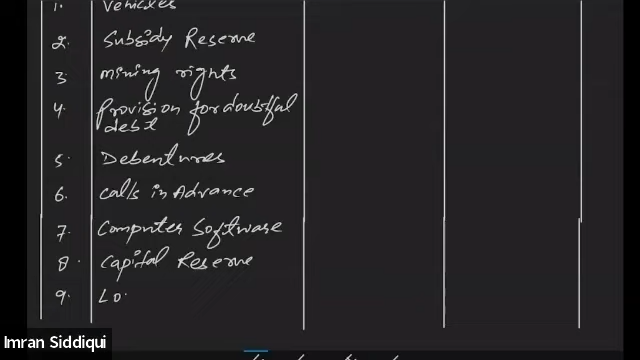 1. Vehicles
2. Subsidy Reserve
3. mining rights
4. Provision for doubtful
debt
5. Debentures
6. Calls in Advance
7. Computer Software
8. Capital Reserve
9. Lo
Imran Siddiqui